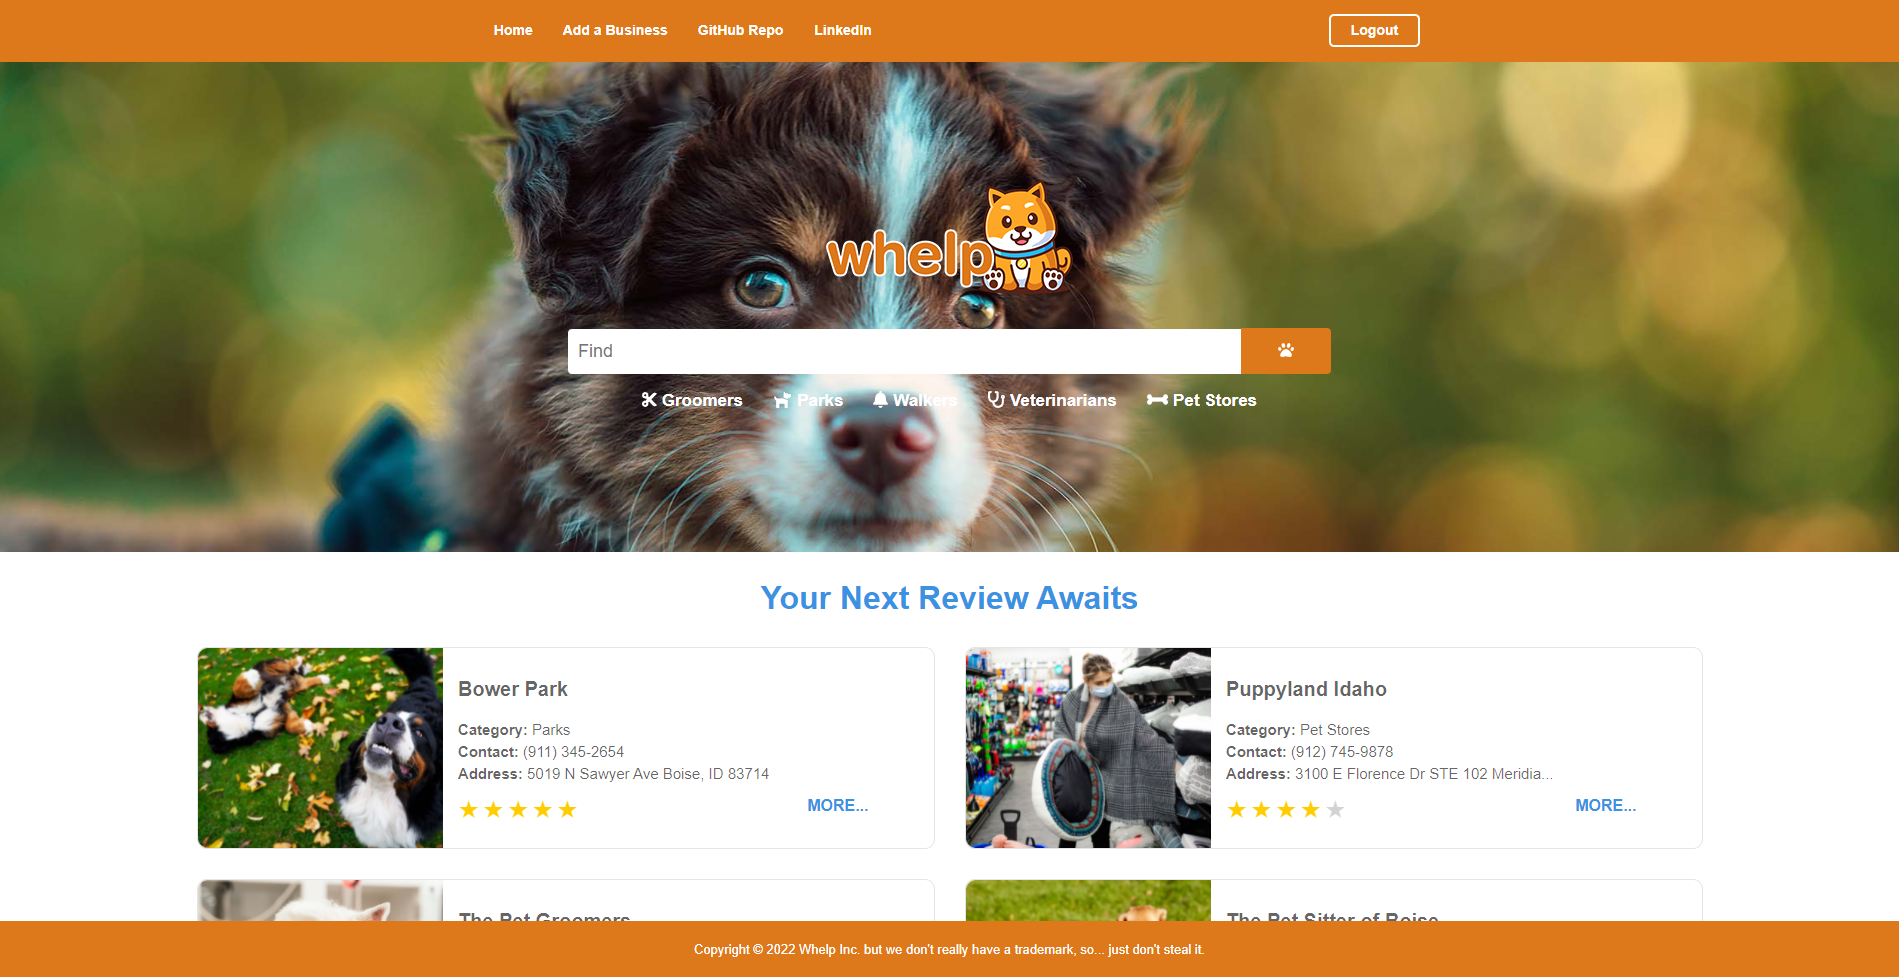 Home Add a Business GitHub Repo LinkedIn Logout
whelp
Find
Groomers Parks Walkers Veterinarians Pet Stores
Your Next Review Awaits
Bower Park
Category: Parks
Contact: (911) 345-2654
Address: 5019 N Sawyer Ave Boise, ID 83714
MORE...
Puppyland Idaho
Category: Pet Stores
Contact: (912) 745-9878
Address: 3100 E Florence Dr STE 102 Meridia...
MORE...
The Pet Groomers
The Pet Sitter of Boise
Copyright © 2022 Whelp Inc. but we don't really have a trademark, so... just don't steal it.